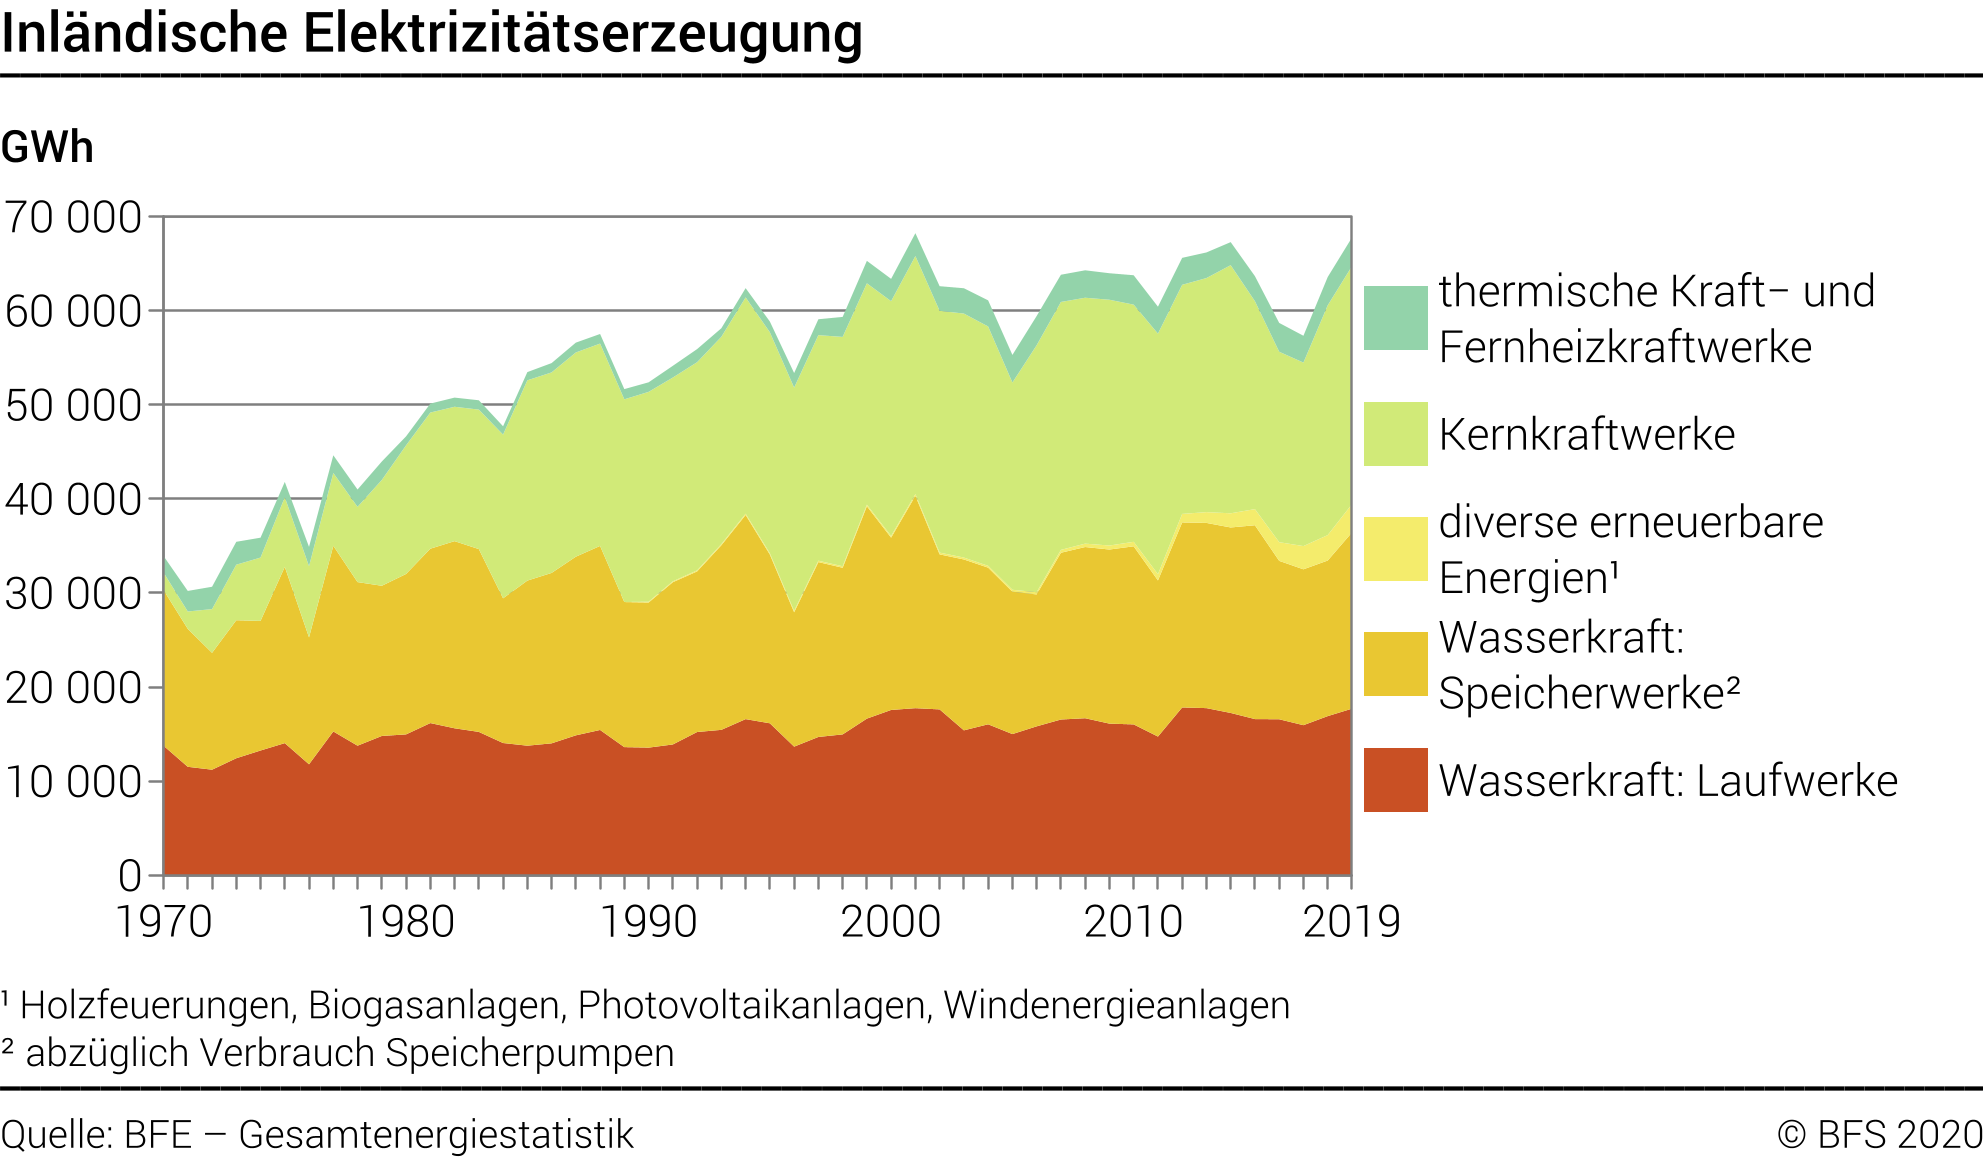 Inländische Elektrizitätserzeugung
GWh
70 000
60 000
50 000
40 000
30 000
20 000
10 000
0
1970 1980 1990 2000 2010 2019
thermische Kraft– und
Fernheizkraftwerke
Kernkraftwerke
diverse erneuerbare
Energien¹
Wasserkraft:
Speicherwerke²
Wasserkraft: Laufwerke
¹ Holzfeuerungen, Biogasanlagen, Photovoltaikanlagen, Windenergieanlagen
² abzüglich Verbrauch Speicherpumpen
Quelle: BFE – Gesamtenergiestatistik
© BFS 2020